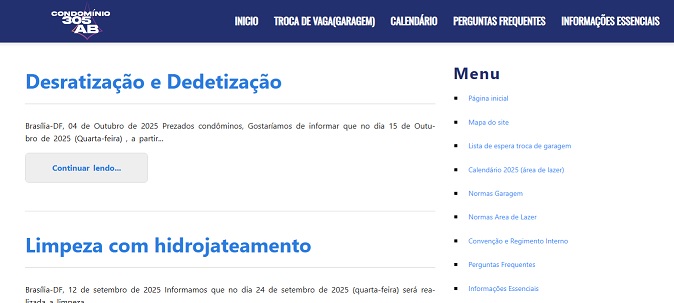 CONDOMÍNIO
305
AB
INICIO TROCA DE VAGA(GARAGEM) CALENDÁRIO PERGUNTAS FREQUENTES INFORMAÇÕES ESSENCIAIS
Desratização e Dedetização
Brasília-DF, 04 de Outubro de 2025 Prezados condôminos, Gostaríamos de informar que no dia 15 de Outu-
bro de 2025 (Quarta-feira) , a partir...
Continuar lendo...
Limpeza com hidrojateamento
Brasília-DF, 12 de setembro de 2025 Informamos que no dia 24 de setembro de 2025 (quarta-feira) será rea-
lizada a limpeza
Menu
Página inicial
Mapa do site
Lista de espera troca de garagem
Calendário 2025 (área de lazer)
Normas Garagem
Normas Area de Lazer
Convenção e Regimento Interno
Perguntas Frequentes
Informações Essenciais